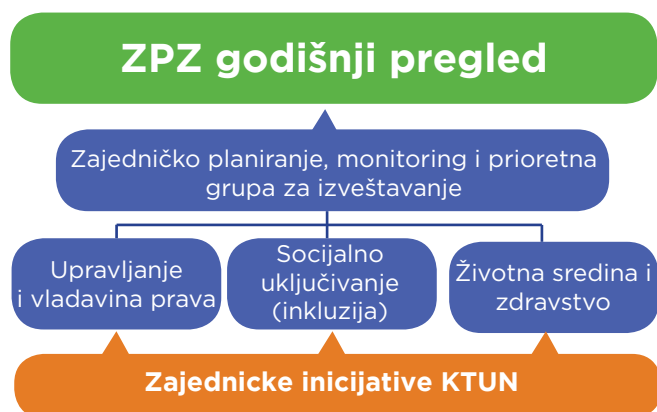 ZPZ godišnji pregled
Zajedničko planiranje, monitoring i prioretna
grupa za izveštavanje
Upravljanje
i vladavina prava
Socijalno
uključivanje
(inkluzija)
Životna sredina i
zdravstvo
Zajednicke inicijative KTUN